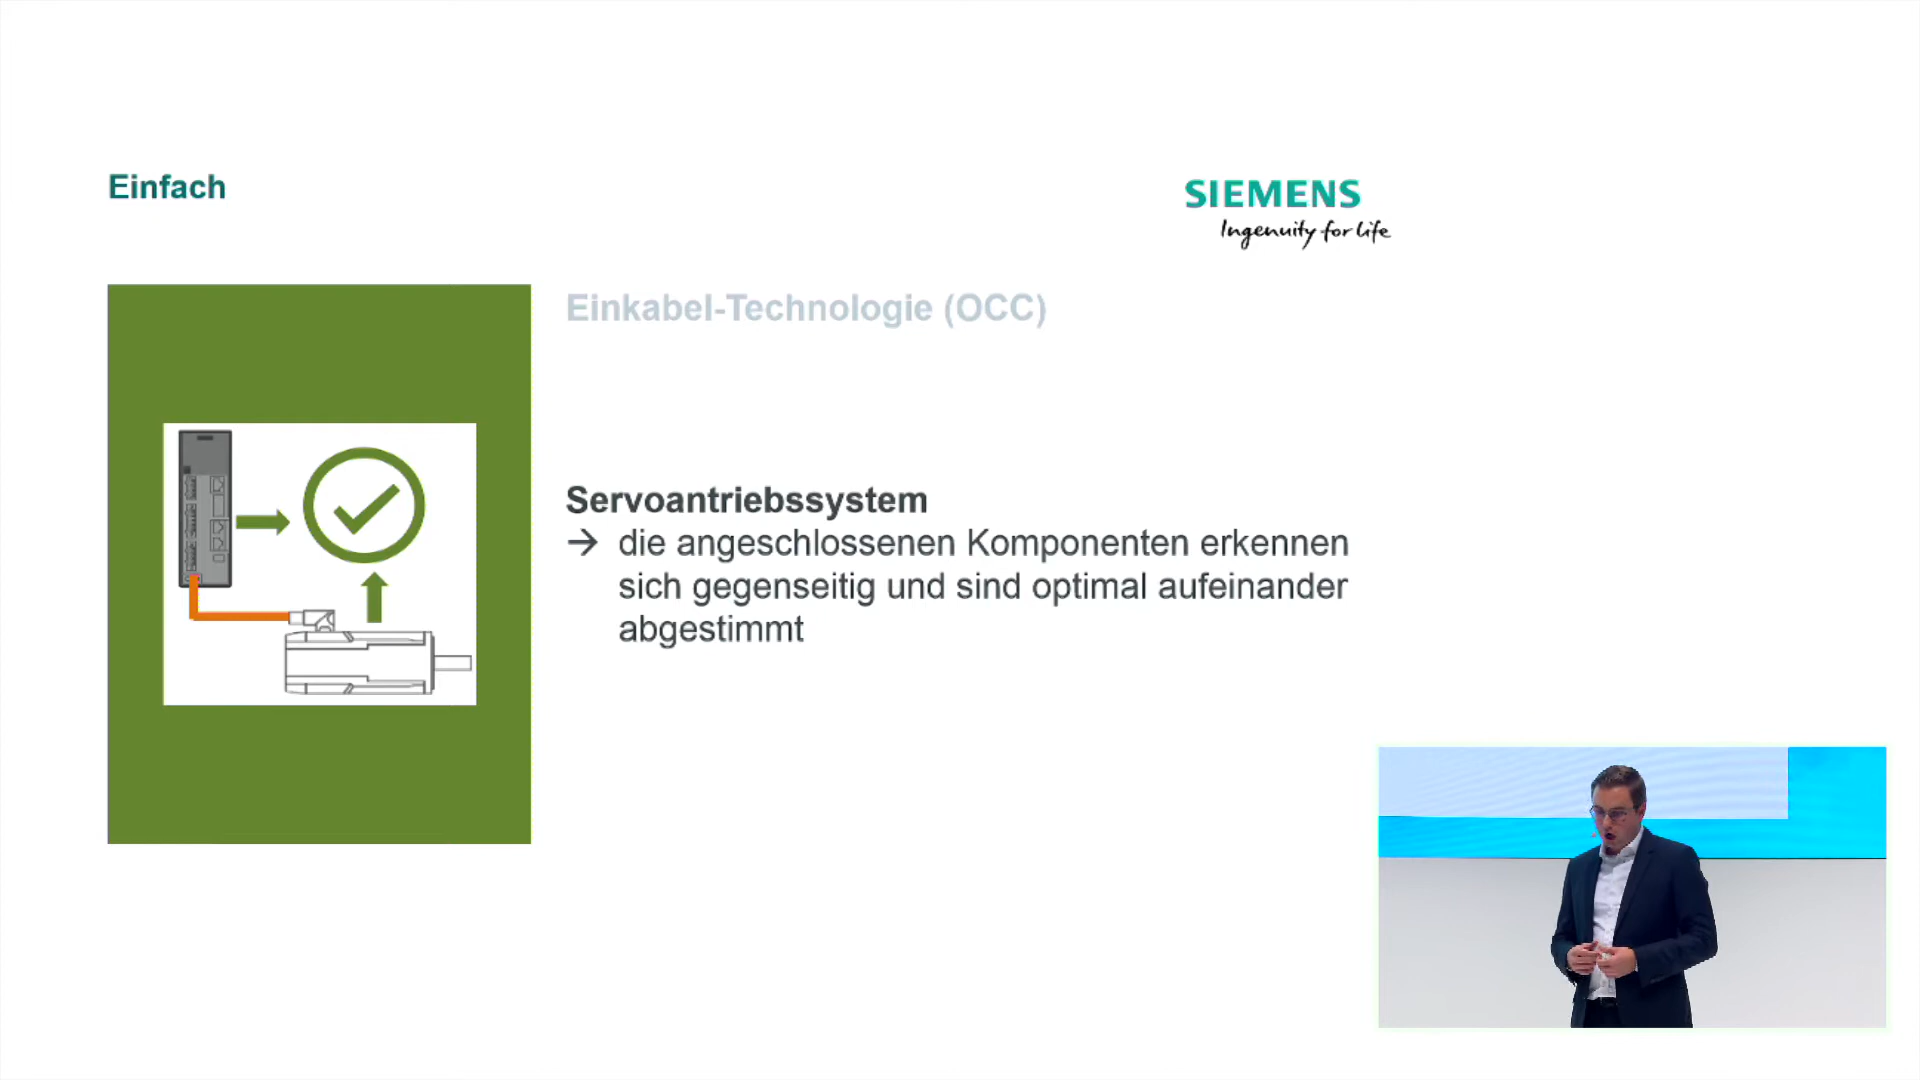 Einfach
SIEMENS
Ingenuity for life
Einkabel-Technologie (OCC)
Servoantriebssystem
→ die angeschlossenen Komponenten erkennen
sich gegenseitig und sind optimal aufeinander
abgestimmt